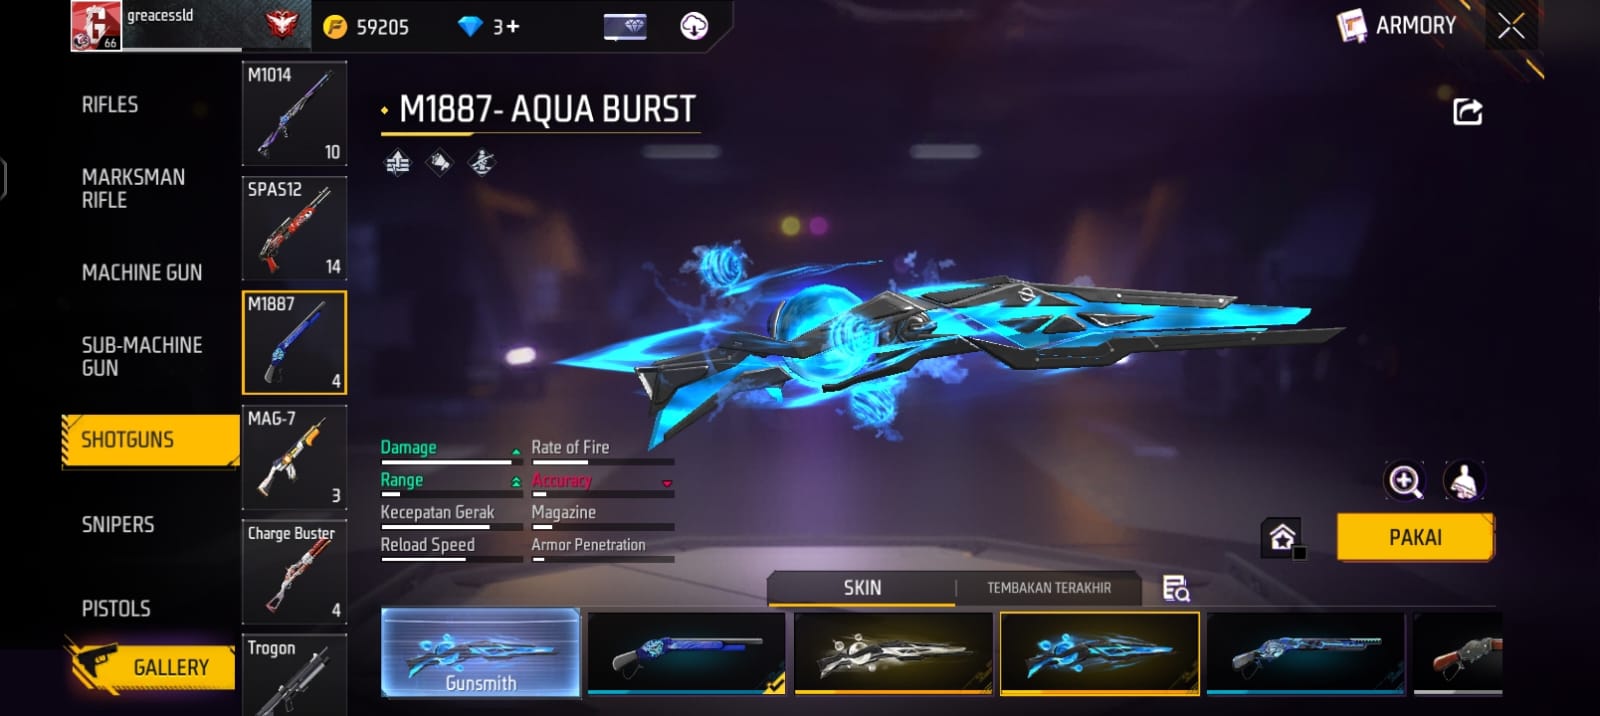 greacessld
66
59205
3+
ARMORY
RIFLES
MARKSMAN
RIFLE
MACHINE GUN
SUB-MACHINE
GUN
SHOTGUNS
SNIPERS
PISTOLS
GALLERY
M1014
10
SPAS12
14
M1887
4
MAG-7
3
Charge Buster
4
Trogon
M1887- AQUA BURST
Damage
Rate of Fire
Range
Accuracy
Kecepatan Gerak
Magazine
Reload Speed
Armor Penetration
PAKAI
SKIN
TEMBAKAN TERAKHIR
Gunsmith